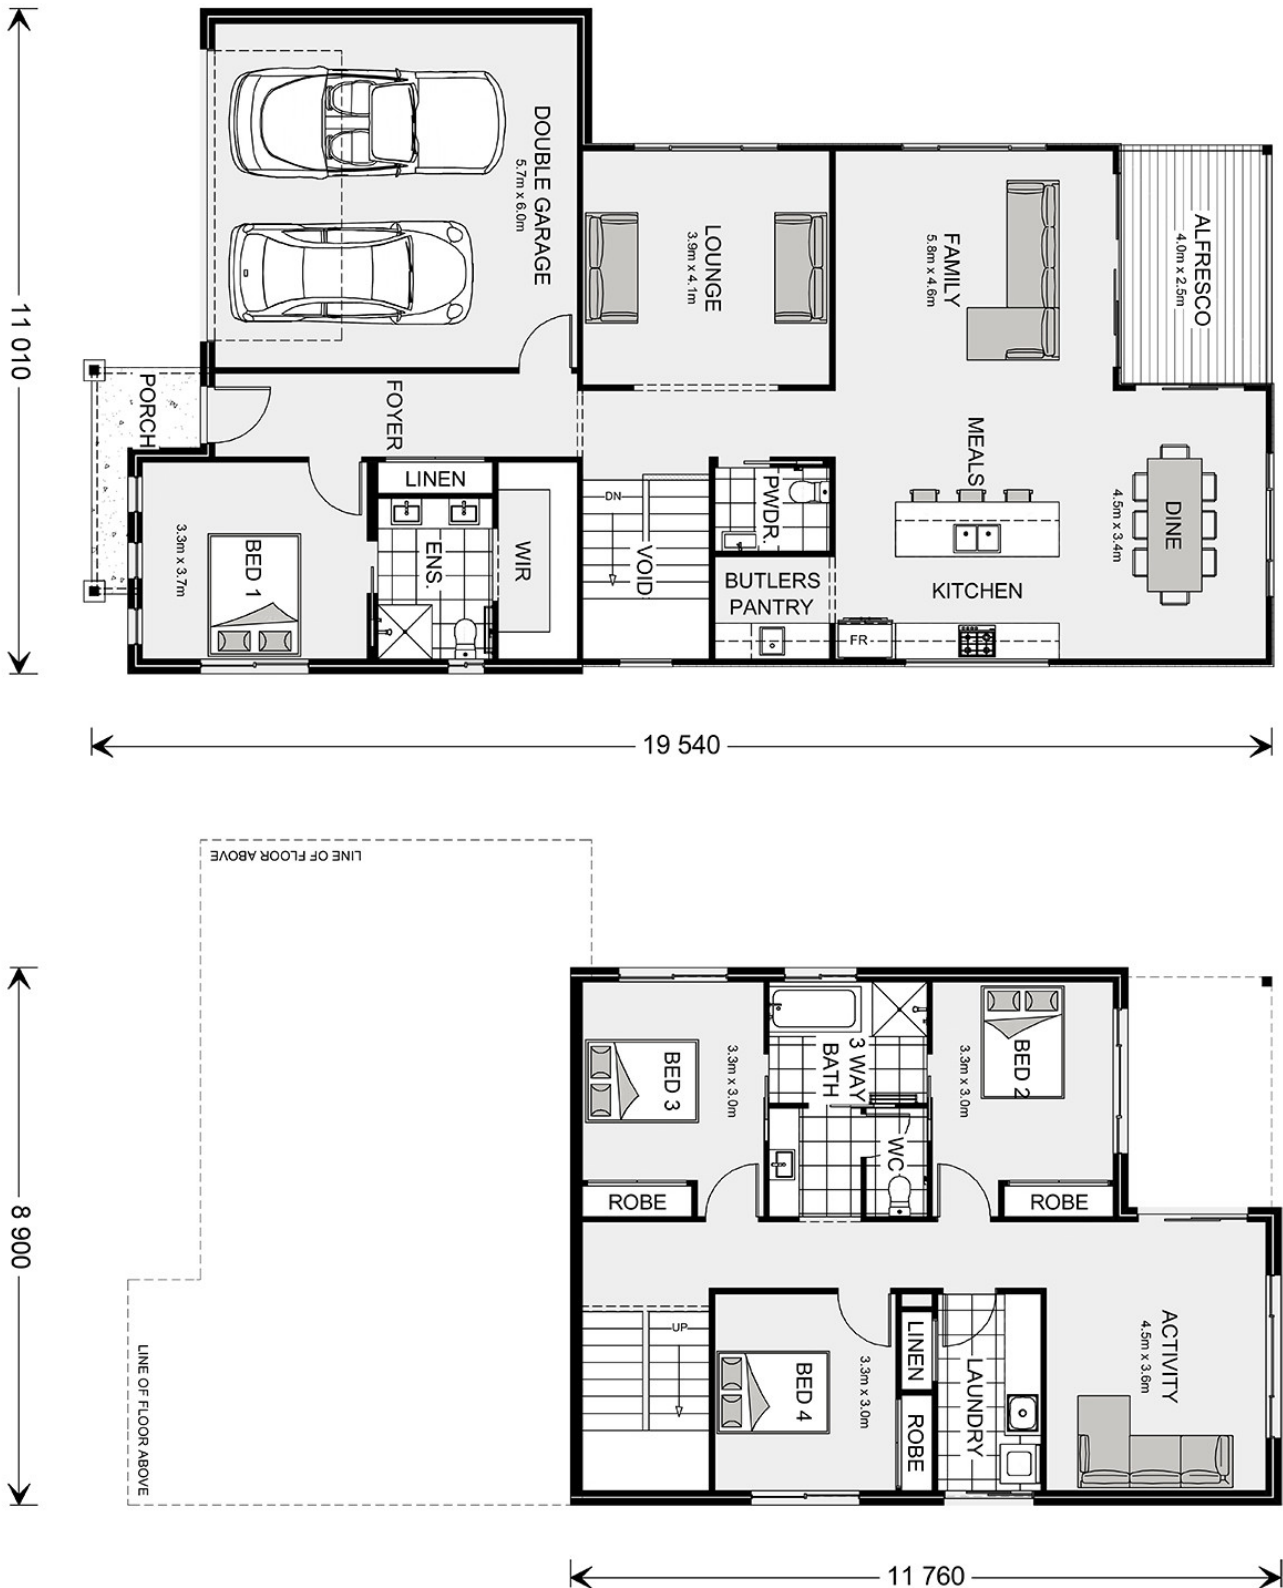 DOUBLE GARAGE
5.7m x 6.0m
LOUNGE
3.9m x 4.1m
FAMILY
5.8m x 4.6m
ALFRESCO
4.0m x 2.5m
11 010
PORCH
FOYER
MEALS
LINEN
DN
PWDR.
4.5m x 3.4m
DINE
3.3m x 3.7m
BED 1
ENS.
WIR
VOID
BUTLERS
PANTRY
KITCHEN
FR
19 540
LINE OF FLOOR ABOVE
BED 3
3.3m x 3.0m
3 WAY
BATH
3.3m x 3.0m
BED 2
WC
ROBE
ROBE
8 900
UP
LINE OF FLOOR ABOVE
BED 4
3.3m x 3.0m
LINEN
ROBE
LAUNDRY
ACTIVITY
4.5m x 3.6m
11 760